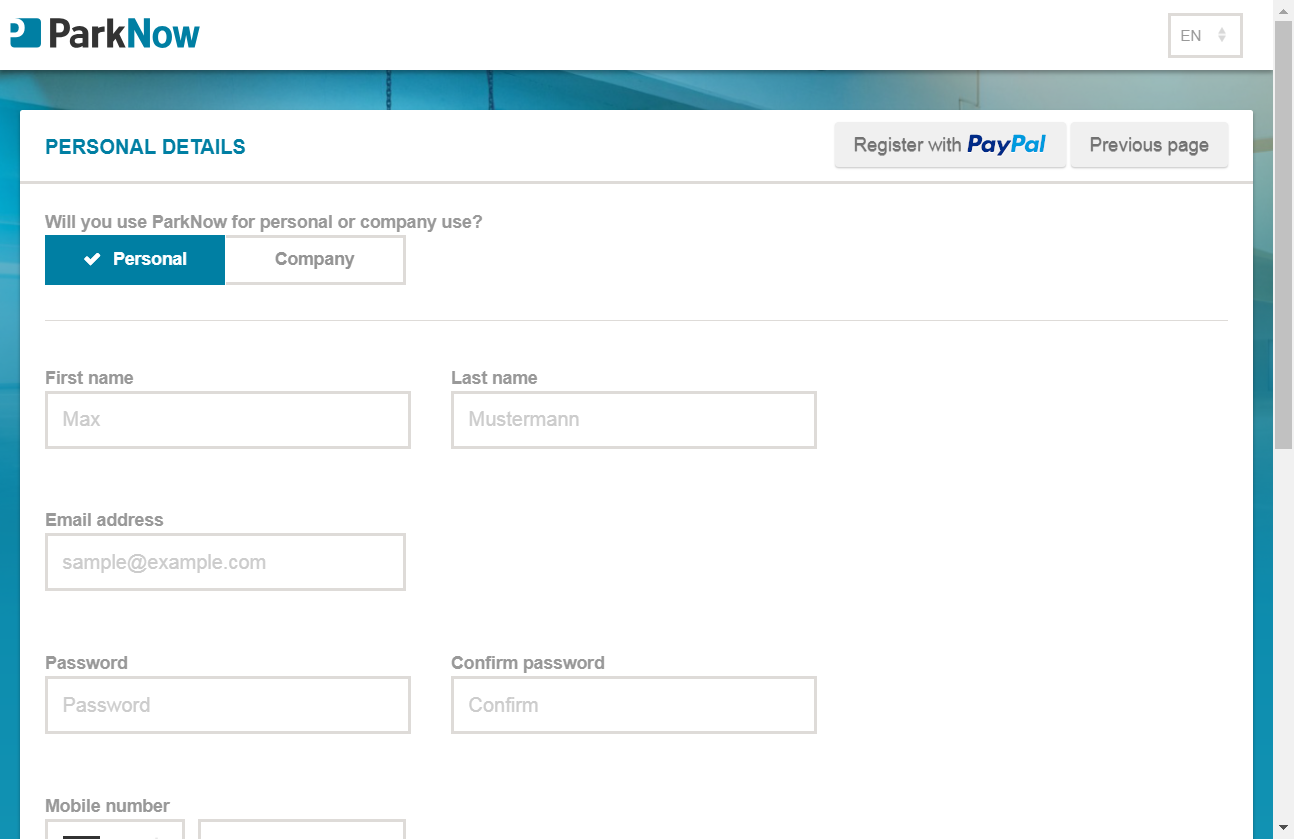 ParkNow
EN
PERSONAL DETAILS
Register with PayPal
Previous page
Will you use ParkNow for personal or company use?
Personal
Company
First name
Last name
Max
Mustermann
Email address
sample@example.com
Password
Confirm password
Password
Confirm
Mobile number